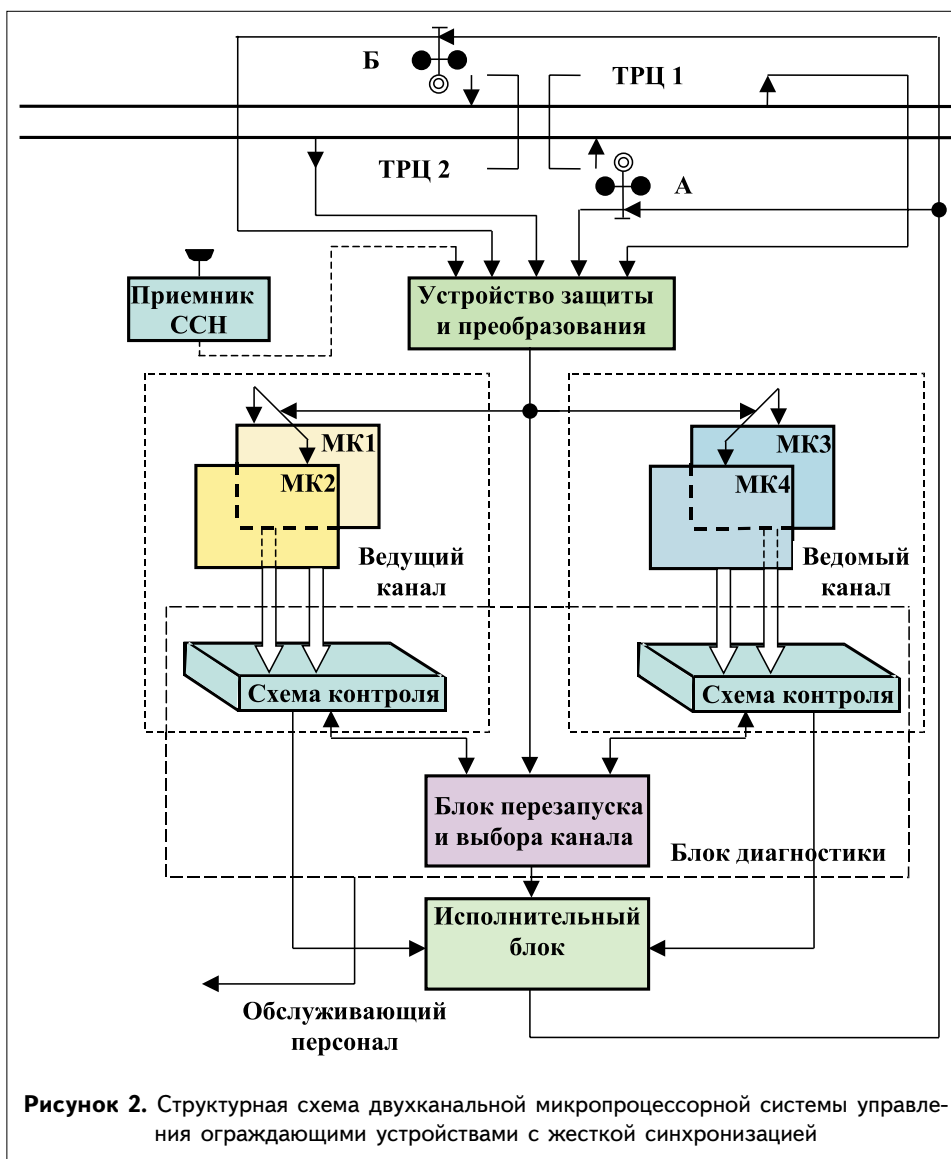 Б
ТРЦ 1
ТРЦ 2
А
Приемник
ССН
Устройство защиты
и преобразования
МК1
МК2
МК3
МК4
Ведущий
канал
Ведомый
канал
Схема контроля
Схема контроля
Блок перезапуска
и выбора канала
Блок диагностики
Исполнительный
блок
Обслуживающий
персонал
Рисунок 2. Структурная схема двухканальной микропроцессорной системы управле-
ния ограждающими устройствами с жесткой синхронизацией